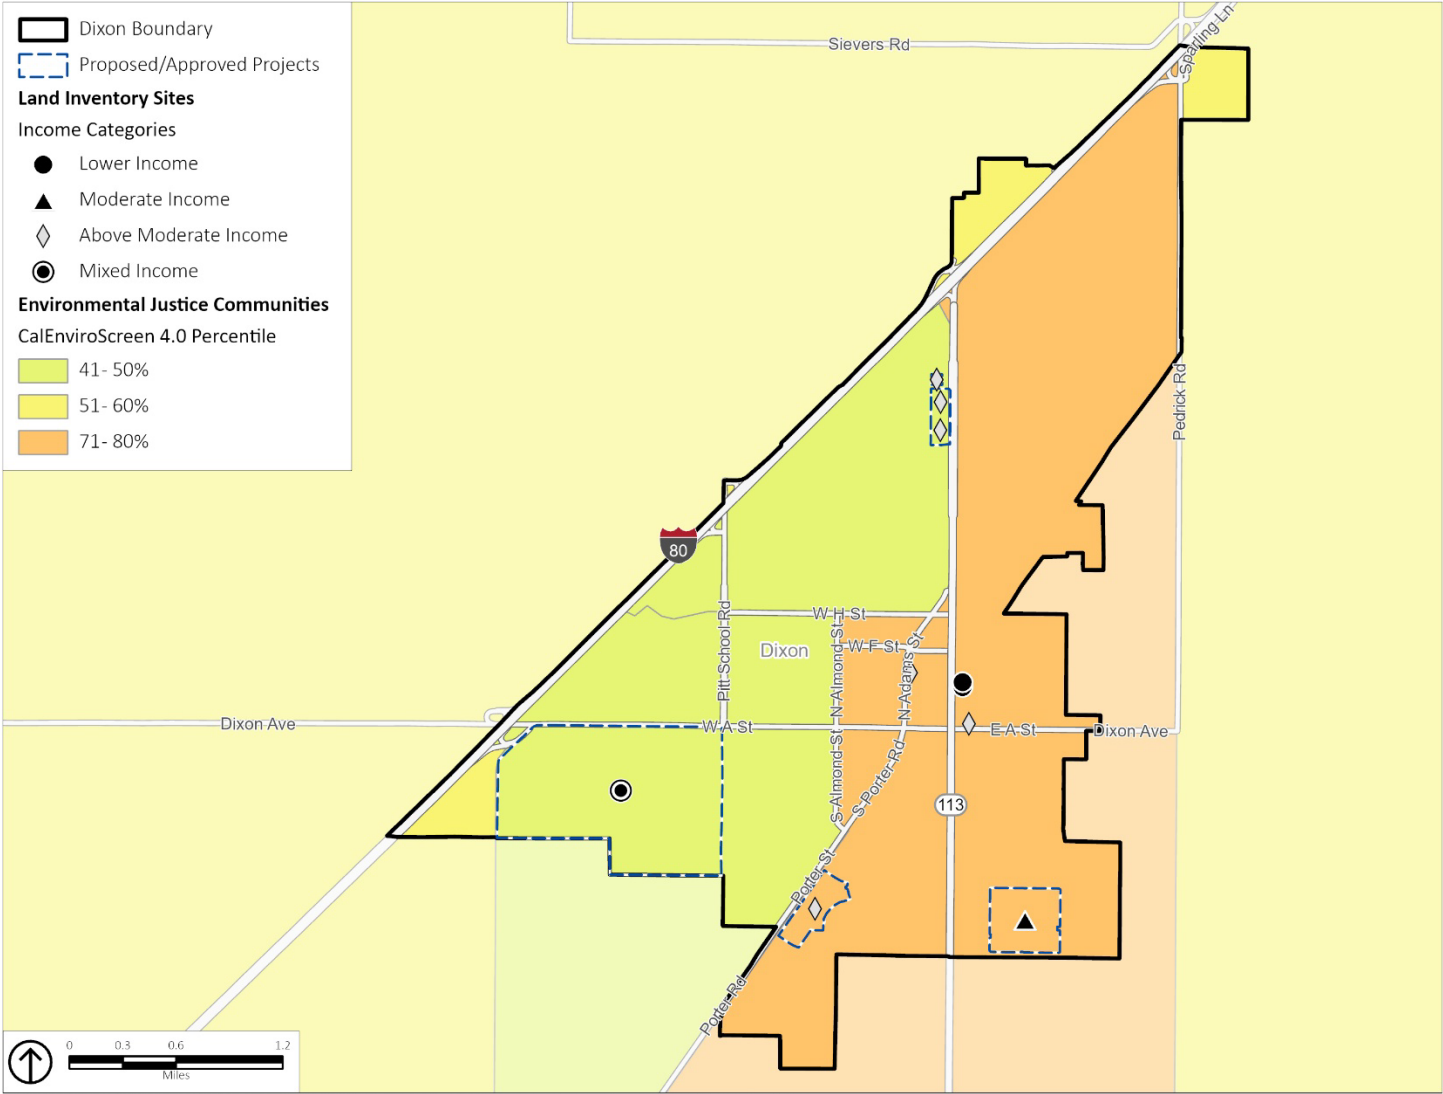 Dixon Boundary
Proposed/Approved Projects
Land Inventory Sites
Income Categories
Lower Income
Moderate Income
Above Moderate Income
Mixed Income
Environmental Justice Communities
CalEnviroScreen 4.0 Percentile
41- 50%
51- 60%
71- 80%
Sievers Rd
Sparling Ln
Pedrick Rd
80
W H St
Pitt School Rd
Dixon
N Almond St
W F St
N Adams St
Dixon Ave
W A St
E A St
Dixon Ave
S Almond St
S Porter Rd
113
Porter St
Porter Rd
0 0.3 0.6 1.2
Miles